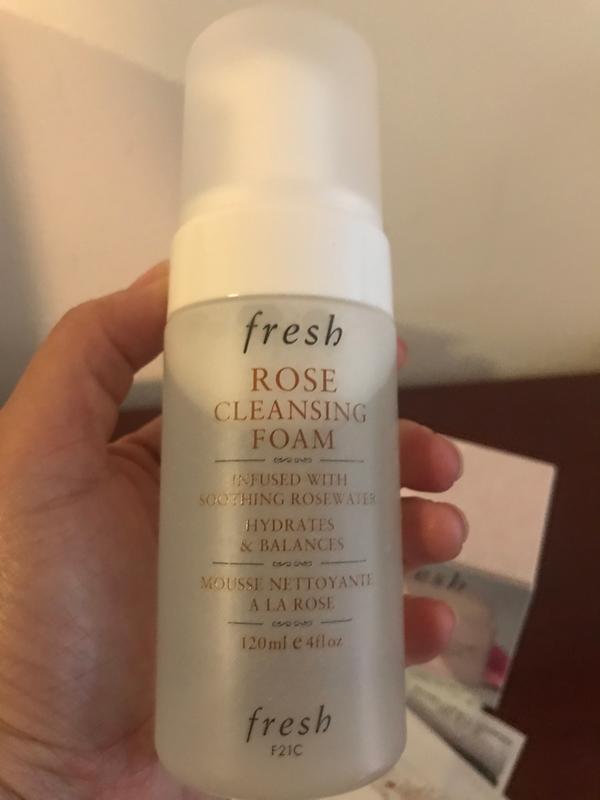 fresh
ROSE
CLEANSING
FOAM
INFUSED WITH
SOOTHING ROSEWATER
HYDRATES
& BALANCES
MOUSSE NETTOYANTE
A LA ROSE
120ml e 4fl oz
fresh
F21C